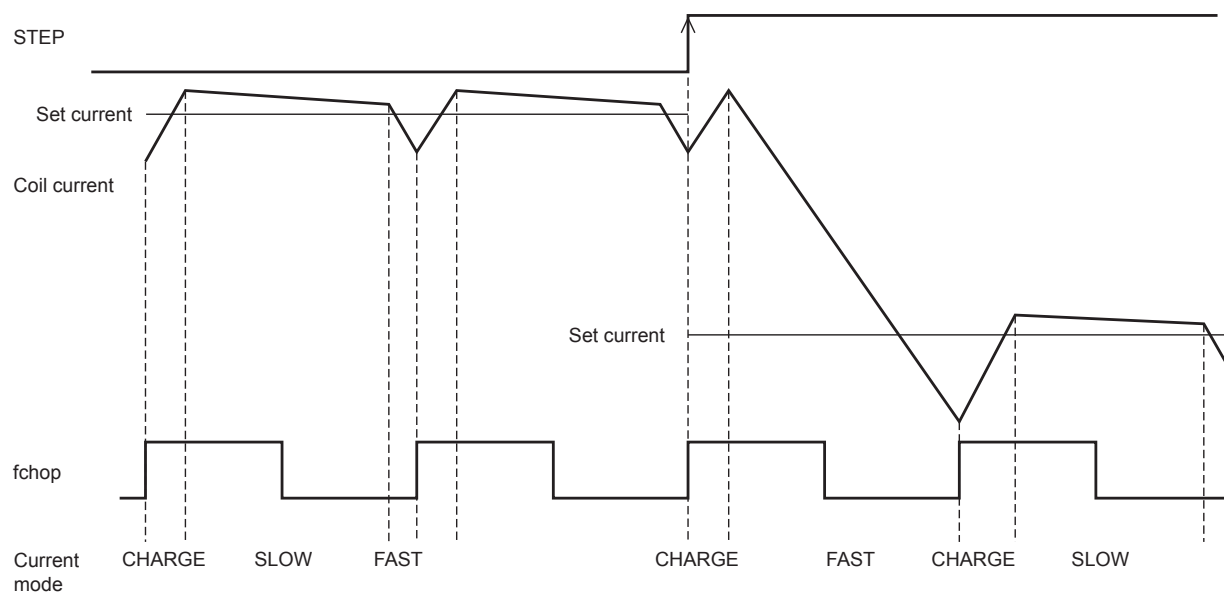 STEP
Set current
Coil current
Set current
fchop
Current mode
CHARGE SLOW FAST CHARGE FAST CHARGE SLOW